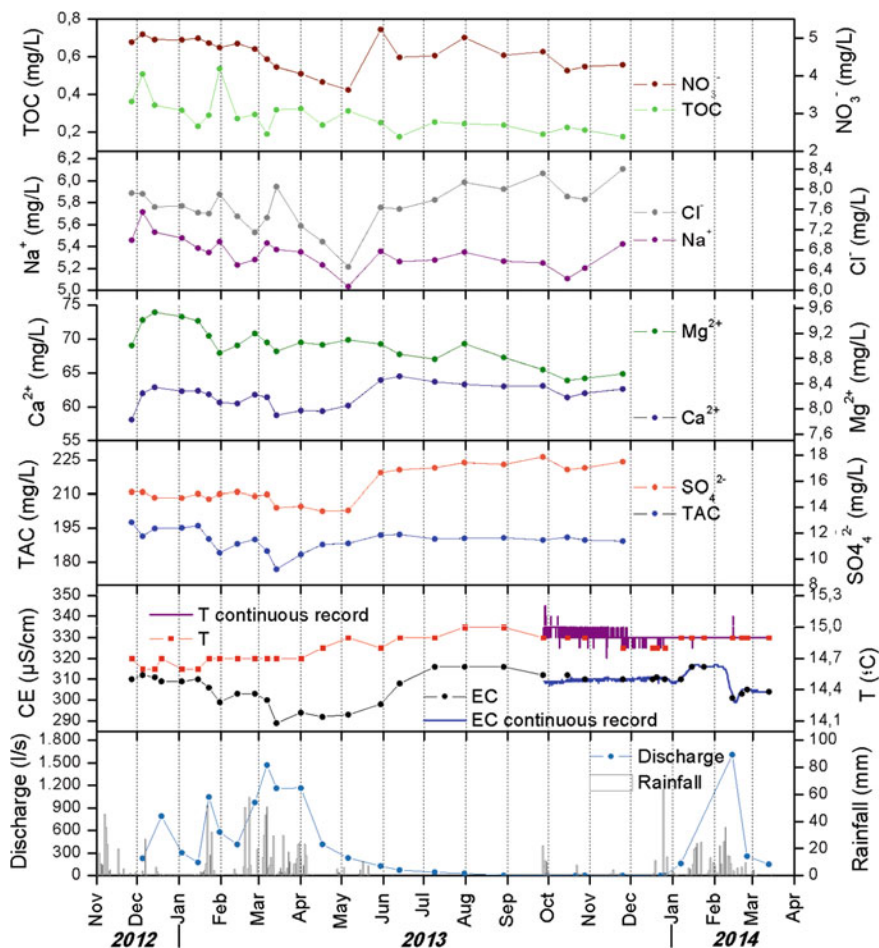 TOC (mg/L)
0,8
0,6
0,4
0,2
NO3-
TOC
5
4
3
2
NO3- (mg/L)
Na+ (mg/L)
6,2
6,0
5,8
5,6
5,4
5,2
5,0
Cl-
Na+
8,4
7,8
7,2
6,6
6,0
Cl- (mg/L)
Ca2+ (mg/L)
75
70
65
60
55
Mg2+
Ca2+
9,6
9,2
8,8
8,4
8,0
7,6
Mg2+ (mg/L)
TAC (mg/L)
225
210
195
180
SO42-
TAC
18
16
14
12
10
8
SO42- (mg/L)
CE (µS/cm)
350
340
330
320
310
300
290
T continuous record
T
EC
EC continuous record
15,3
15,0
14,7
14,4
14,1
T (ºC)
Discharge (l/s)
1.800
1.500
1.200
900
600
300
0
Discharge
Rainfall
100
80
60
40
20
0
Rainfall (mm)
Nov Dec Jan Feb Mar Apr May Jun Jul Aug Sep Oct Nov Dec Jan Feb Mar Apr
2012 2013 2014